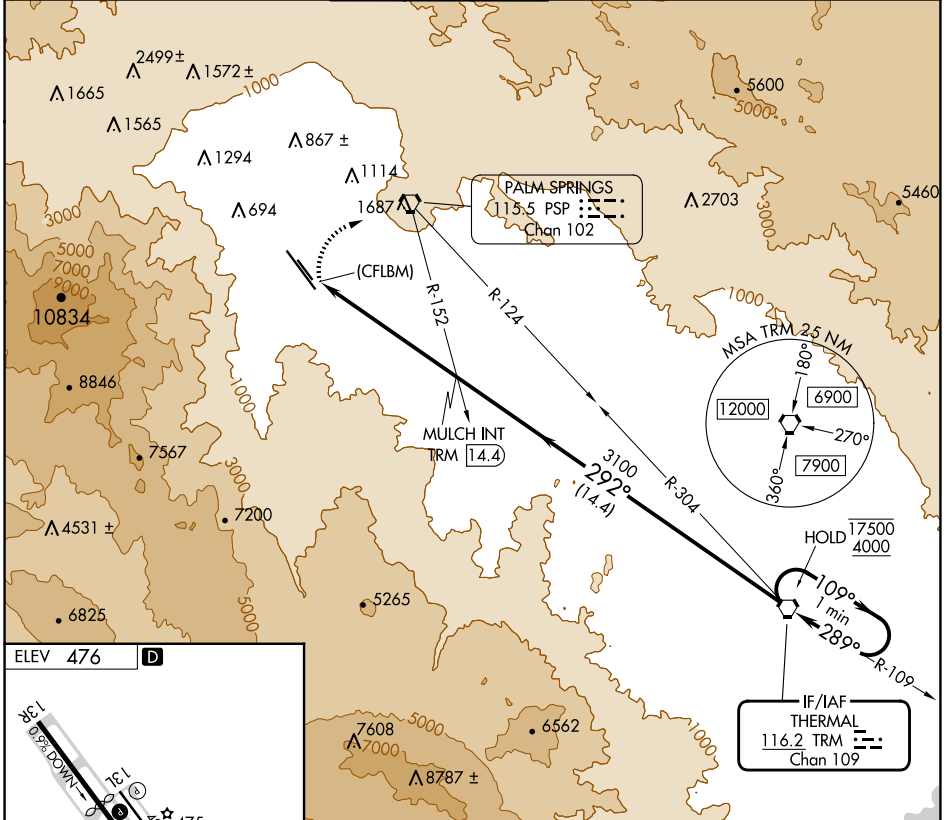 2499±
1572±
1665
1000
1565
867 ±
1294
1114
694
1687
PALM SPRINGS
115.5 PSP
Chan 102
5600
5000
2703
3000
5460
1000
3000
5000
7000
9000
10834
8846
(CFLBM)
R-152
R-124
MSA TRM 25 NM
180°
12000
6900
270°
7900
360°
1000
MULCH INT
TRM 14.4
7567
3000
3100
292°
(14.4)
R-304
4531 ±
7200
HOLD 17500
4000
109°
1 min
289°
R-109
5265
6825
5000
1000
ELEV 476 D
13R
0.9% DOWN
13L
P
P
IF/IAF
THERMAL
116.2 TRM
Chan 109
5000
7608
7000
6562
8787 ±
1000